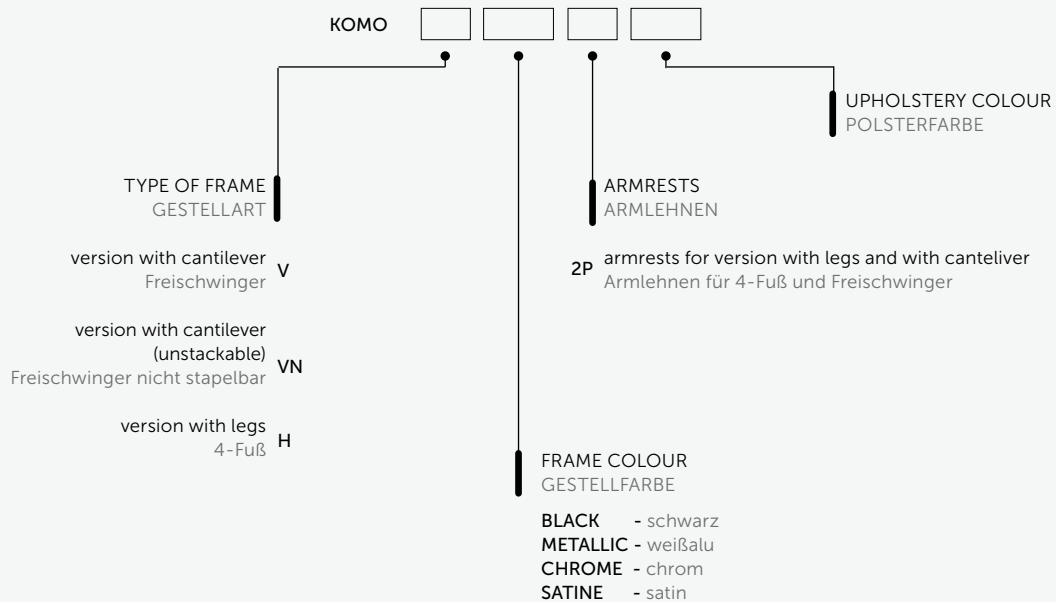 KOMO
UPHOLSTERY COLOUR
POLSTERFARBE
TYPE OF FRAME
GESTELLART
version with cantilever
Freischwinger
V
version with cantilever
(unstackable)
Freischwinger nicht stapelbar
VN
version with legs
4-Fuß
H
ARMRESTS
ARMLEHNEN
2P
armrests for version with legs and with canteliver
Armlehnen für 4-Fuß und Freischwinger
FRAME COLOUR
GESTELLFARBE
BLACK - schwarz
METALLIC - weißalu
CHROME - chrom
SATINE - satin